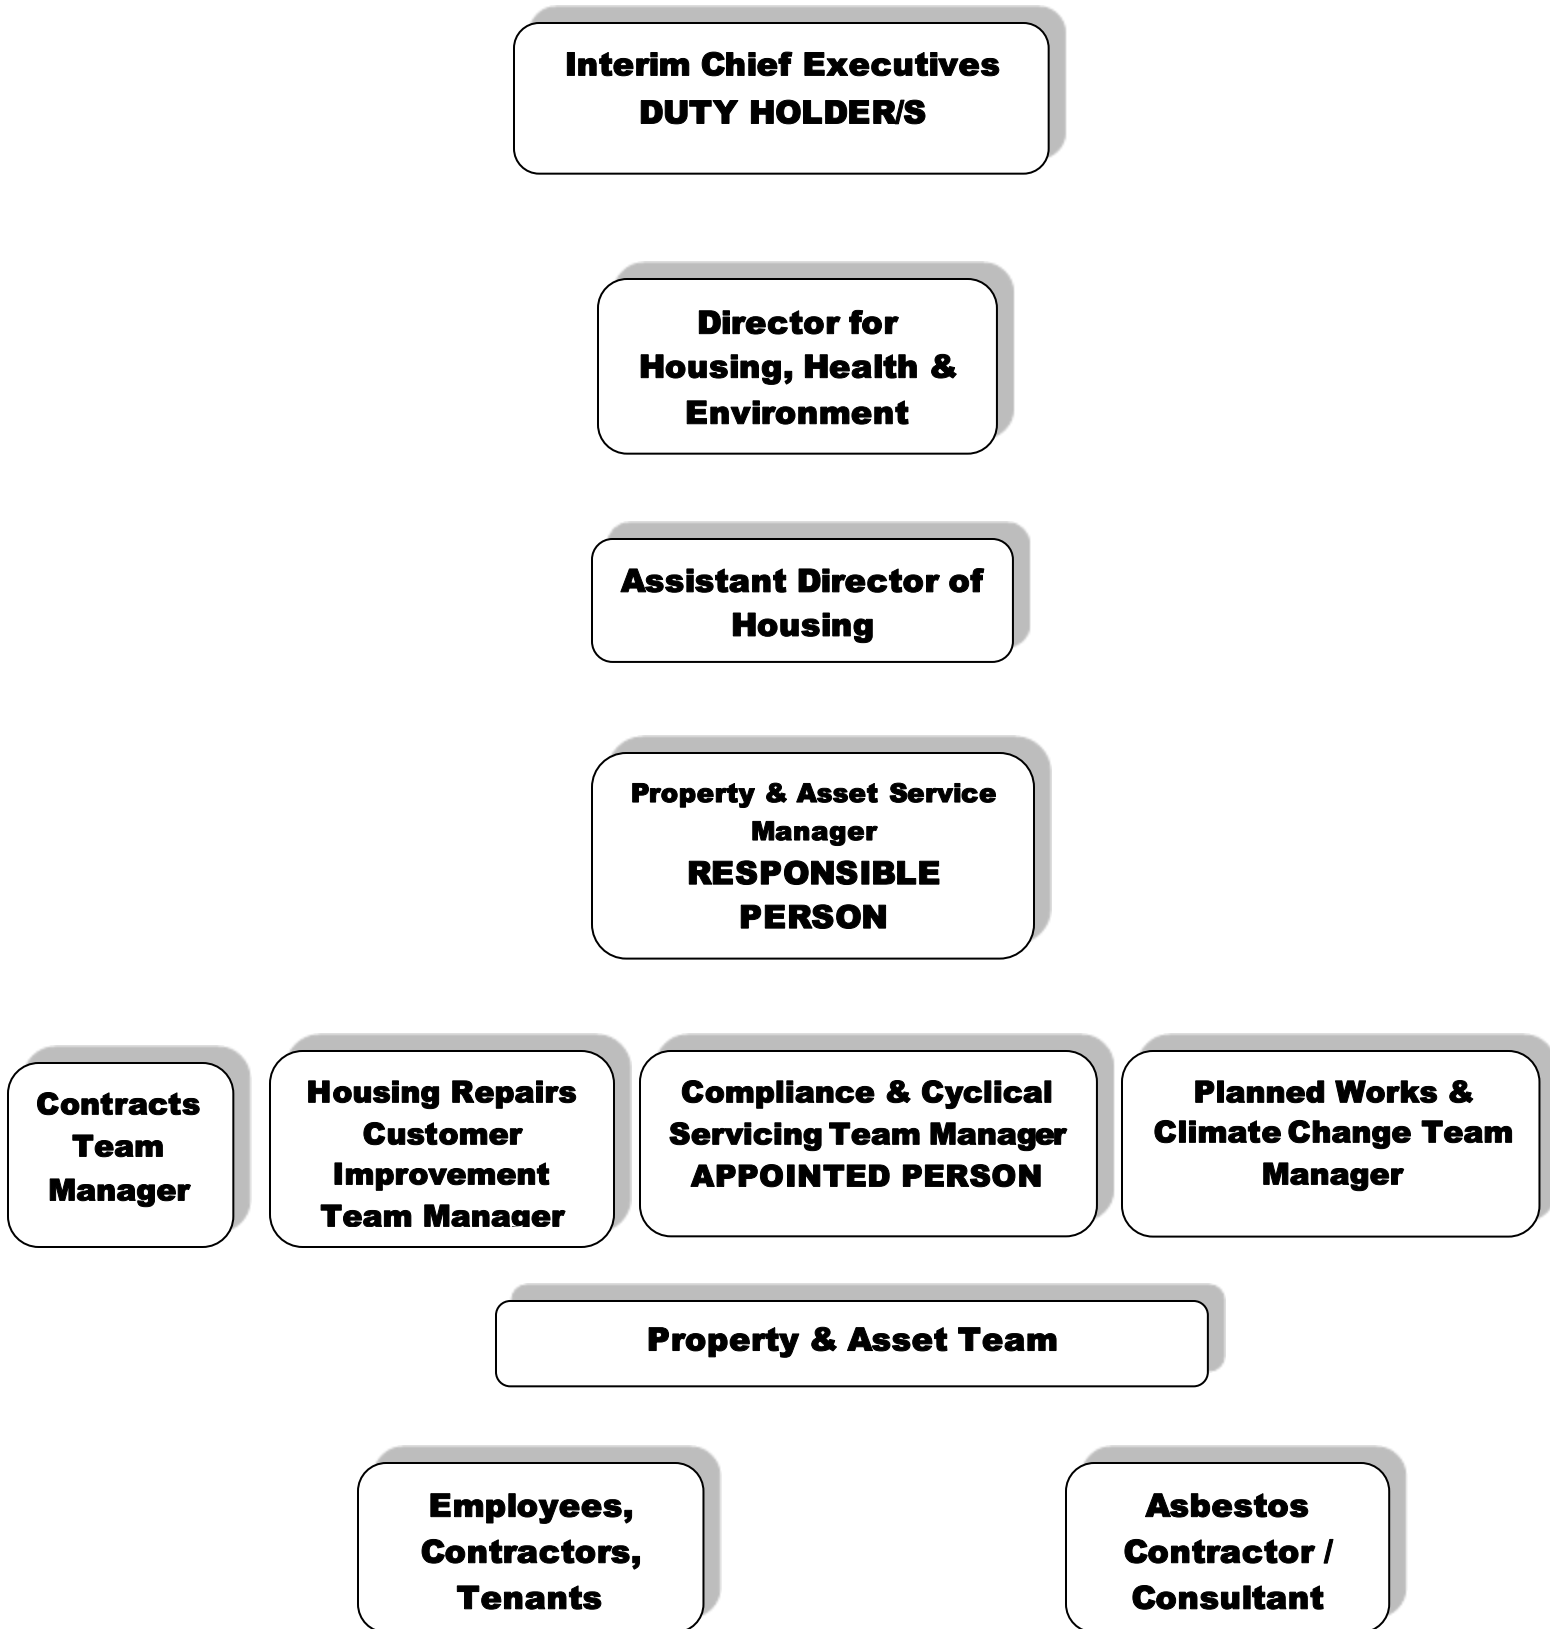 Interim Chief Executives
DUTY HOLDER/S
Director for
Housing, Health &
Environment
Assistant Director of
Housing
Property & Asset Service
Manager
RESPONSIBLE
PERSON
Contracts
Team
Manager
Housing Repairs
Customer
Improvement
Team Manager
Compliance & Cyclical
Servicing Team Manager
APPOINTED PERSON
Planned Works &
Climate Change Team
Manager
Property & Asset Team
Employees,
Contractors,
Tenants
Asbestos
Contractor /
Consultant